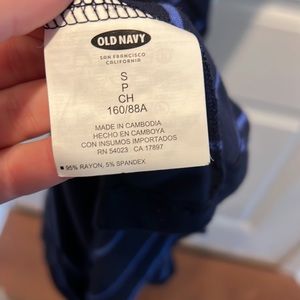 OLD NAVY
SAN FRANCISCO
CALIFORNIA
S
P
CH
160/88A
MADE IN CAMBODIA
HECHO EN CAMBOYA
CON INSUMOS IMPORTADOS
RN 54023 CA 17897
■ 95% RAYON, 5% SPANDEX